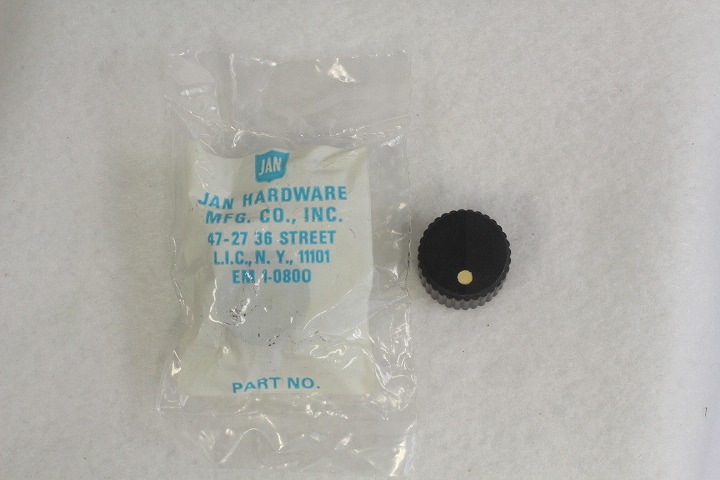 JAN
JAN HARDWARE
MFG. CO., INC.
47-27 36 STREET
L.I.C., N. Y., 11101
EM 1-0800
PART NO.